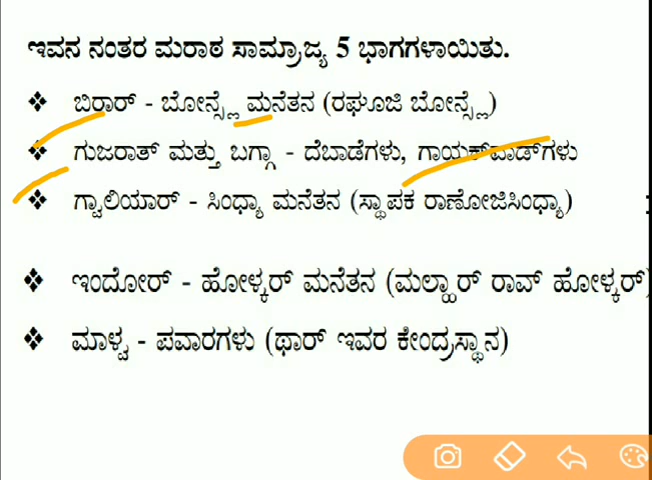 ಇವನ ನಂತರ ಮರಾಠ ಸಾಮ್ರಾಜ್ಯ 5 ಭಾಗಗಳಾಯಿತು.
❖ ಬಿರಾರ್ - ಬೋನ್ಸ್ಲೆ ಮನೆತನ (ರಘೂಜಿ ಬೋನ್ಸ್ಲೆ)
❖ ಗುಜರಾತ್ ಮತ್ತು ಬಗ್ಗಾ - ದೆಬಾಡೆಗಳು, ಗಾಯಕ್‌ವಾಡ್‌ಗಳು
❖ ಗ್ವಾಲಿಯಾರ್ - ಸಿಂಧ್ಯಾ ಮನೆತನ (ಸ್ಥಾಪಕ ರಾಣೋಜಿಸಿಂಧ್ಯಾ)
❖ ಇಂದೋರ್ - ಹೋಳ್ಕರ್ ಮನೆತನ (ಮಲ್ಹಾರ್ ರಾವ್ ಹೋಳ್ಕರ್)
❖ ಮಾಳ್ವ - ಪವಾರಗಳು (ಥಾರ್ ಇವರ ಕೇಂದ್ರಸ್ಥಾನ)